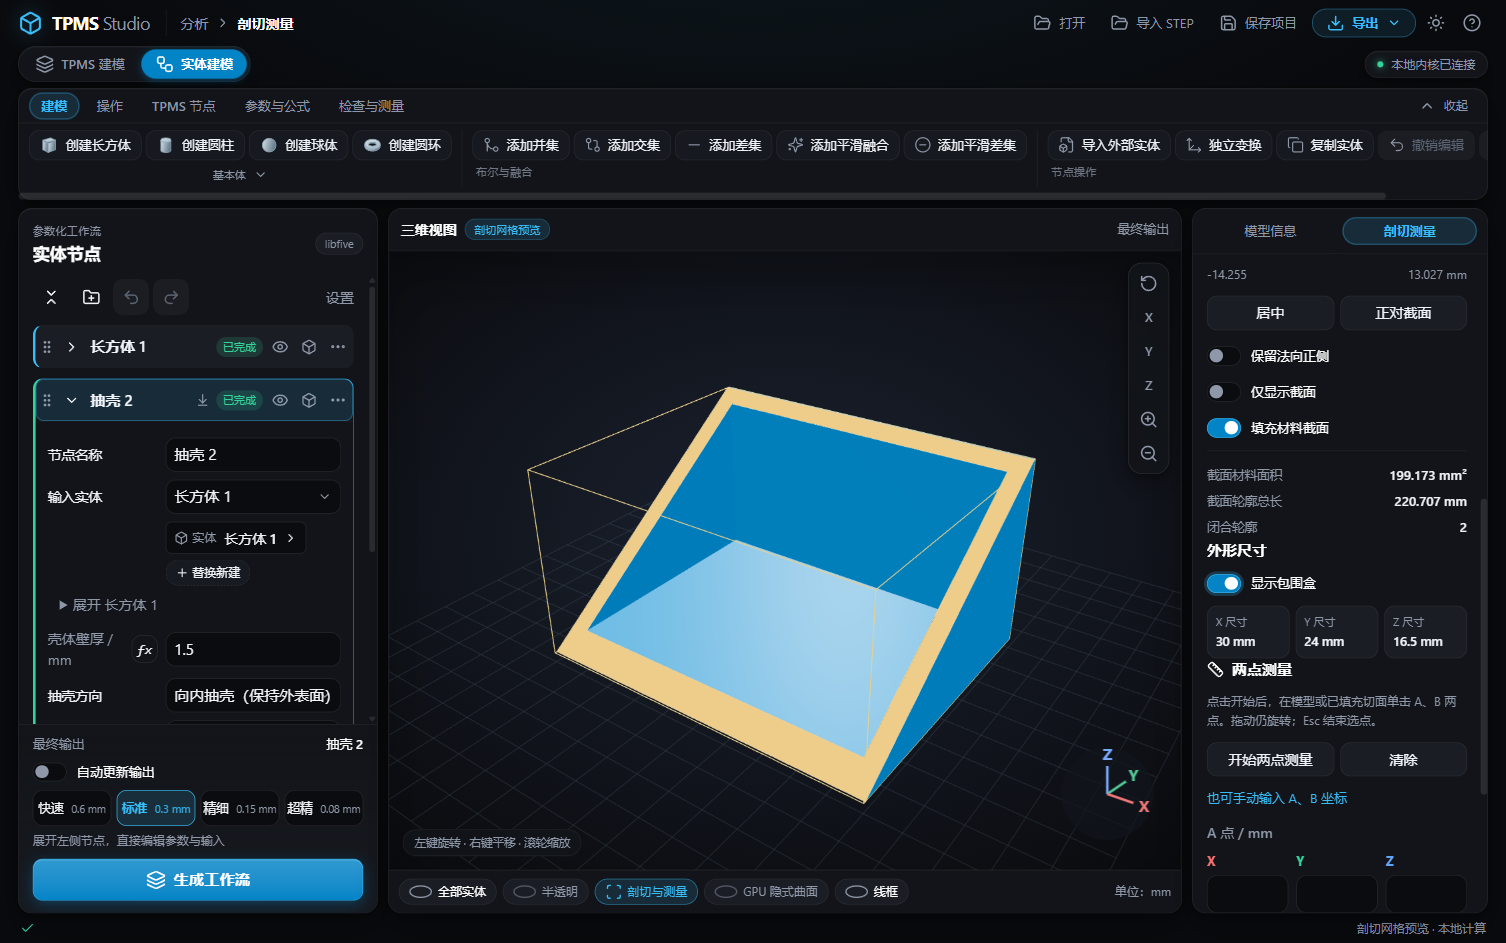 TPMS Studio 分析 > 剖切测量 打开 导入 STEP 保存项目 导出
TPMS 建模 实体建模 本地内核已连接
建模 操作 TPMS 节点 参数与公式 检查与测量 收起
创建长方体 创建圆柱 创建球体 创建圆环 添加并集 添加交集 添加差集 添加平滑融合 添加平滑差集 导入外部实体 独立变换 复制实体 撤销编辑
基本体 布尔与融合 节点操作
参数化工作流
实体节点
libfive
设置
长方体 1 已完成
抽壳 2 已完成
节点名称 抽壳 2
输入实体 长方体 1
实体 长方体 1
+ 替换新建
展开 长方体 1
壳体壁厚 /
mm
fx 1.5
抽壳方向 向内抽壳（保持外表面）
最终输出 抽壳 2
自动更新输出
快速 0.6 mm 标准 0.3 mm 精细 0.15 mm 超精 0.08 mm
展开左侧节点，直接编辑参数与输入
生成工作流
三维视图 剖切网格预览 最终输出
X
Y
Z
Z
Y
X
左键旋转 · 右键平移 · 滚轮缩放
全部实体 半透明 剖切与测量 GPU 隐式曲面 线框 单位：mm
模型信息 剖切测量
-14.255 13.027 mm
居中 正对截面
保留法向正侧
仅显示截面
填充材料截面
截面材料面积 199.173 mm²
截面轮廓总长 220.707 mm
闭合轮廓 2
外形尺寸
显示包围盒
X 尺寸 Y 尺寸 Z 尺寸
30 mm 24 mm 16.5 mm
两点测量
点击开始后，在模型或已填充切面单击 A、B 两
点。拖动仍旋转；Esc 结束选点。
开始两点测量 清除
也可手动输入 A、B 坐标
A 点 / mm
X Y Z
剖切网格预览 · 本地计算